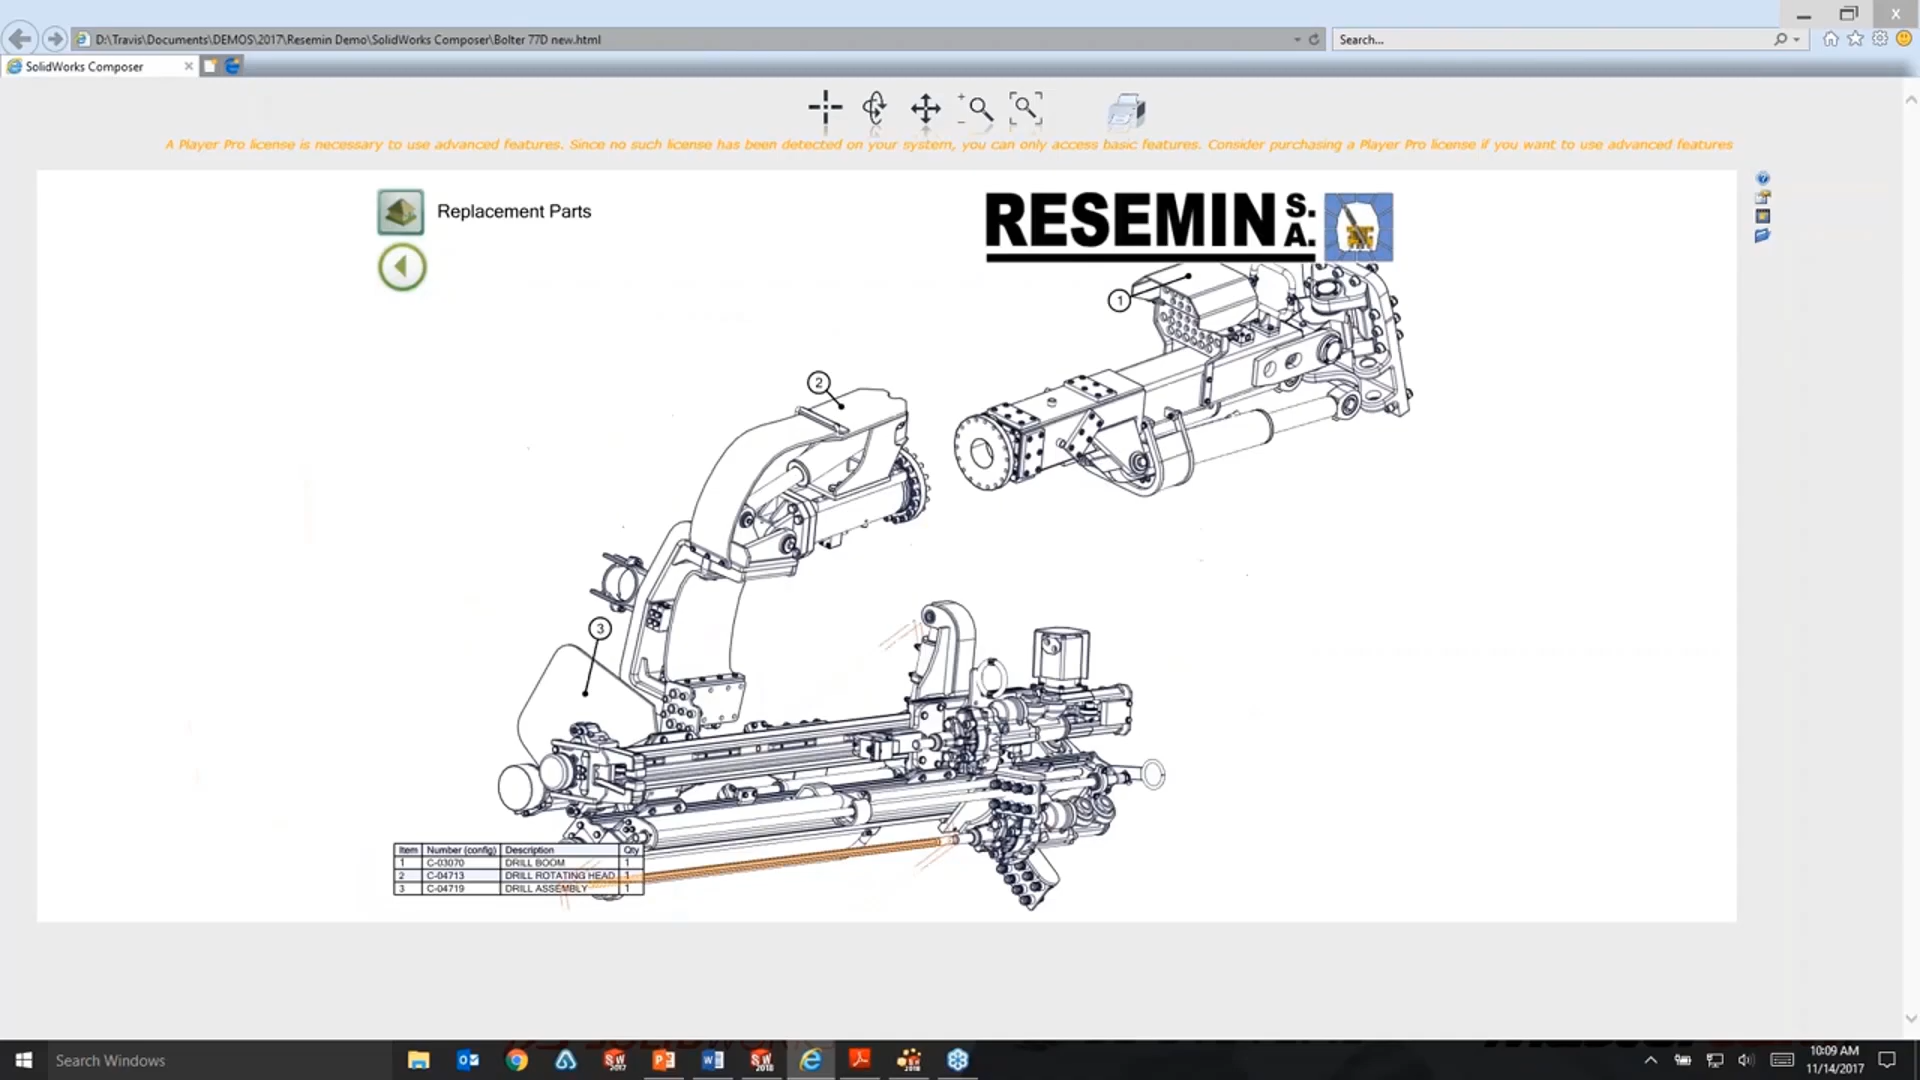 D:\Travis\Documents\DEMOS\2017\Resemin Demo\SolidWorks Composer\Bolter 77D new.html
Search...
SolidWorks Composer
A Player Pro license is necessary to use advanced features. Since no such license has been detected on your system, you can only access basic features. Consider purchasing a Player Pro license if you want to use advanced features
Replacement Parts
RESEMIN S. A.
1
2
3
Item Number (config) Description Qty
1 C-03070 DRILL BOOM 1
2 C-04713 DRILL ROTATING HEAD 1
3 C-04719 DRILL ASSEMBLY 1
Search Windows
SW 2017
SW 2018
10:09 AM
11/14/2017